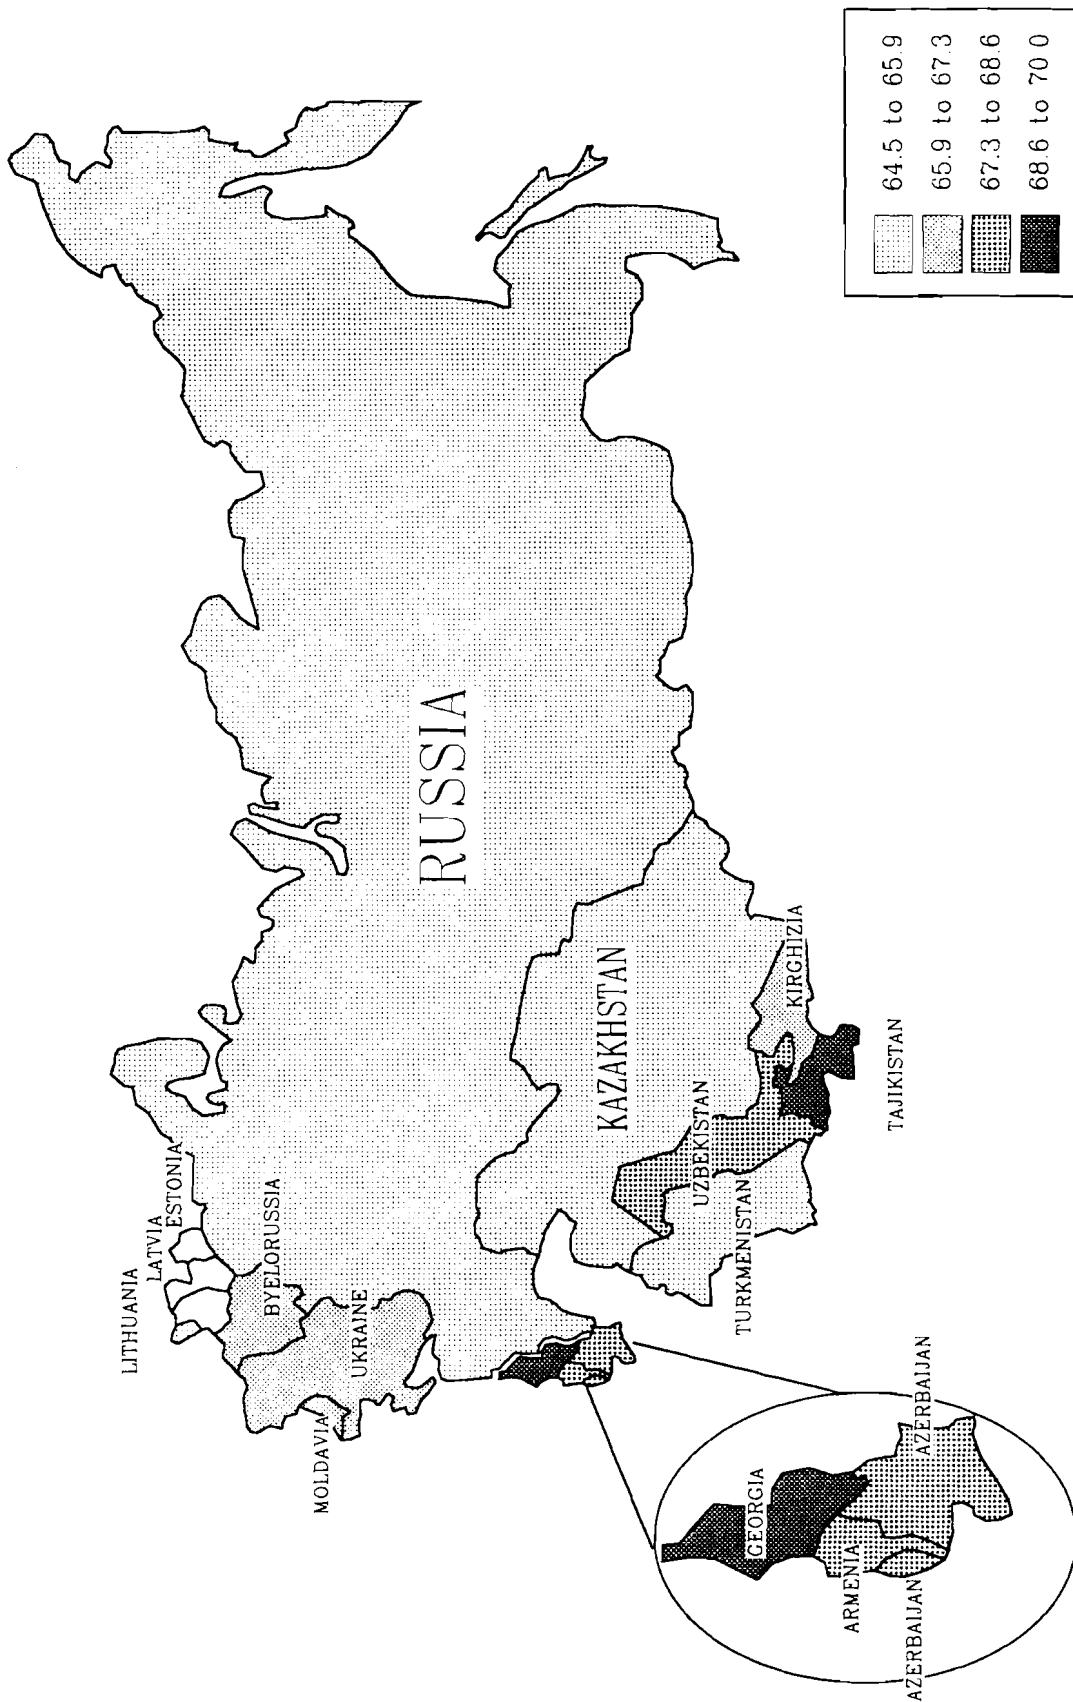 RUSSIA
KAZAKHSTAN
LITHUANIA
LATVIA
ESTONIA
BYELORUSSIA
UKRAINE
MOLDAVIA
KIRGHIZIA
UZBEKISTAN
TURKMENISTAN
TAJIKISTAN
GEORGIA
ARMENIA
AZERBAIJAN
AZERBAIJAN
64.5 to 65.9
65.9 to 67.3
67.3 to 68.6
68.6 to 70 0